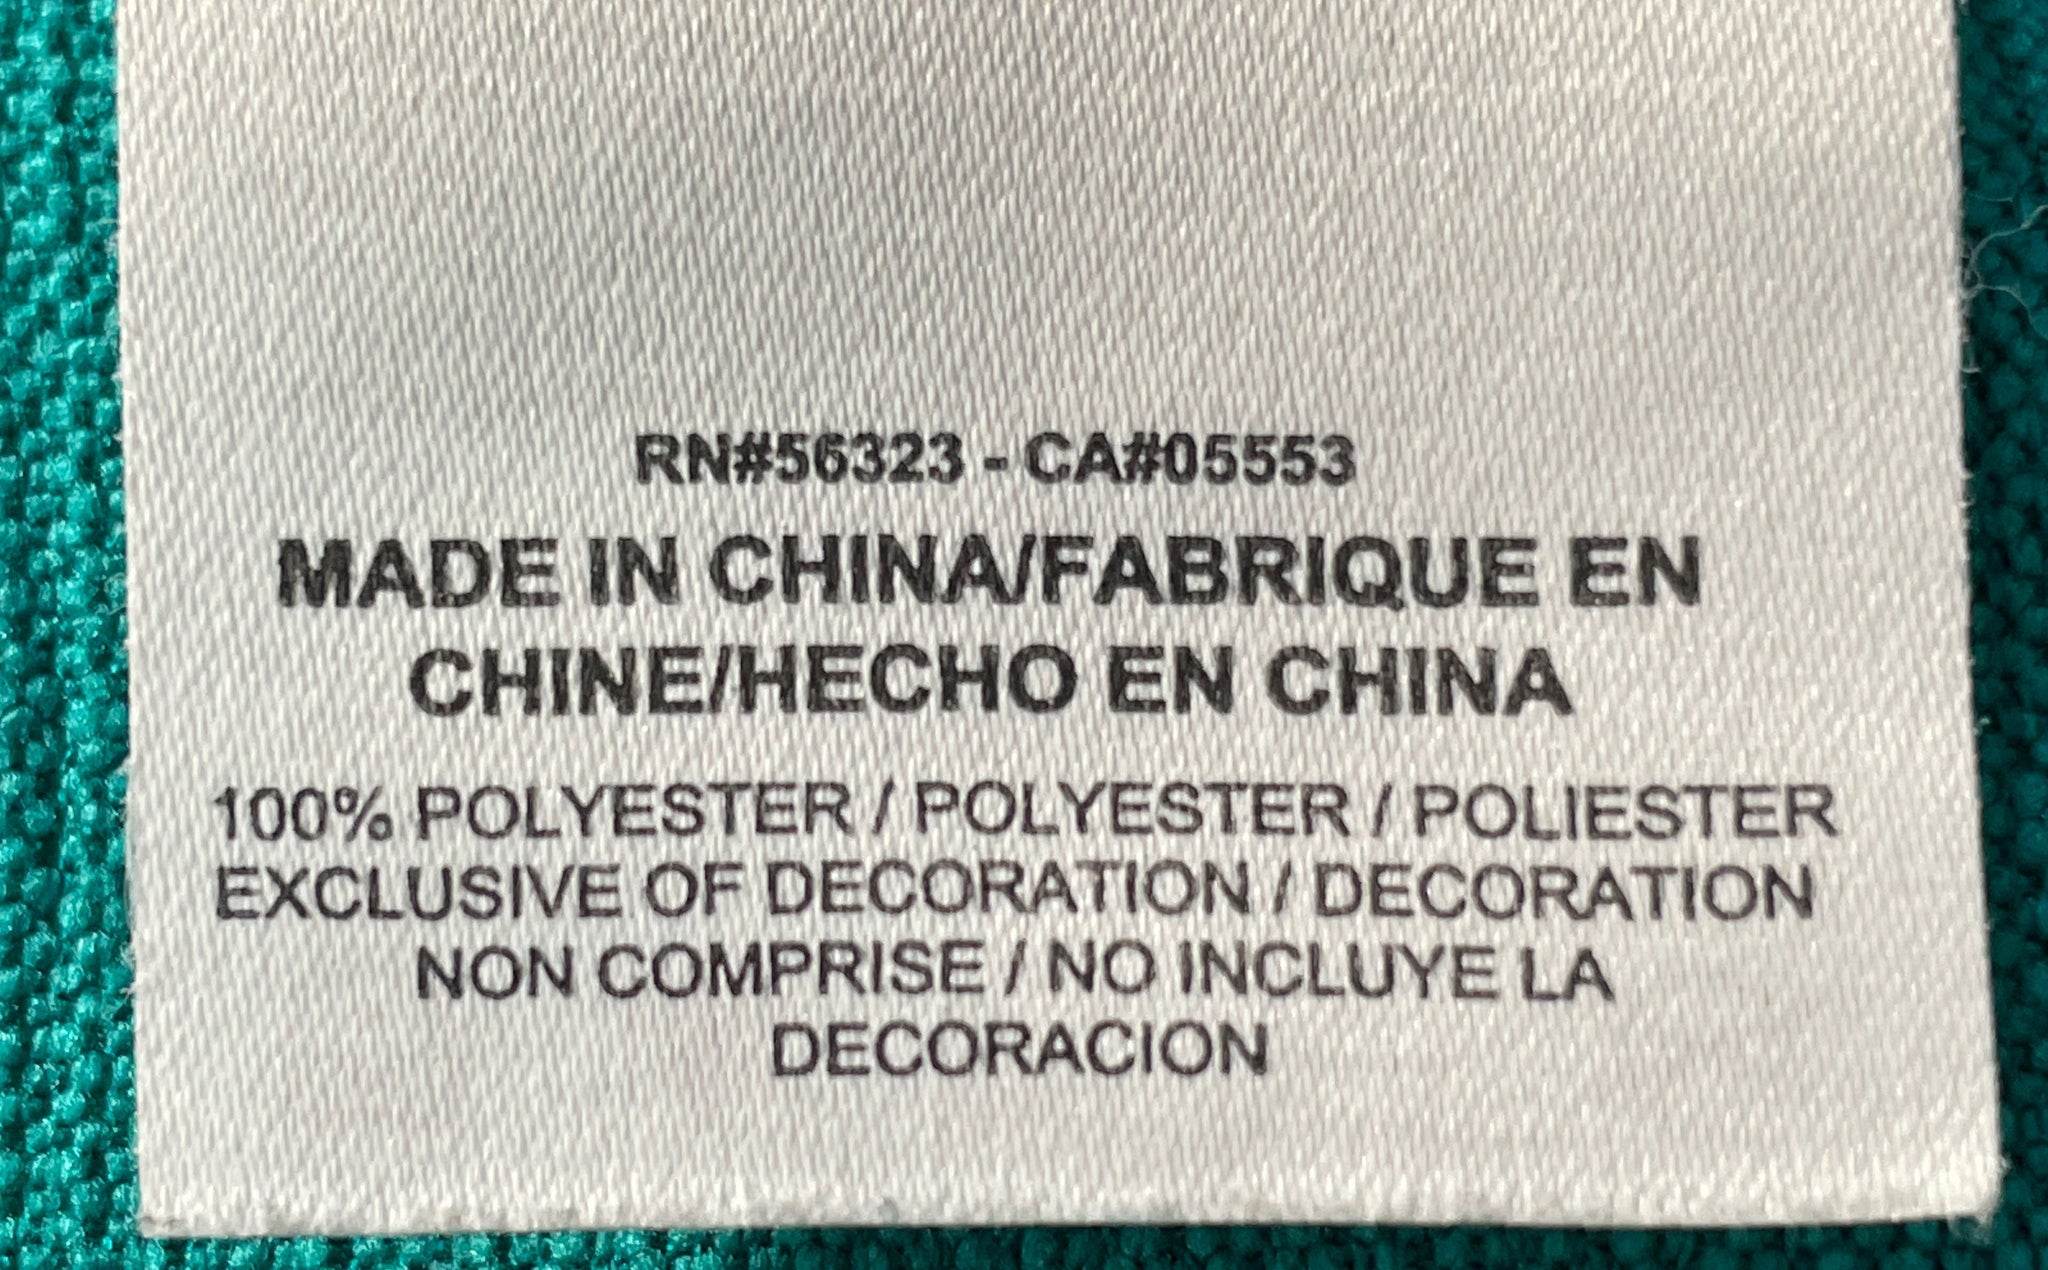 RN#56323 - CA#05553
MADE IN CHINA/FABRIQUE EN
CHINE/HECHO EN CHINA
100% POLYESTER / POLYESTER / POLIESTER
EXCLUSIVE OF DECORATION / DECORATION
NON COMPRISE / NO INCLUYE LA
DECORACION